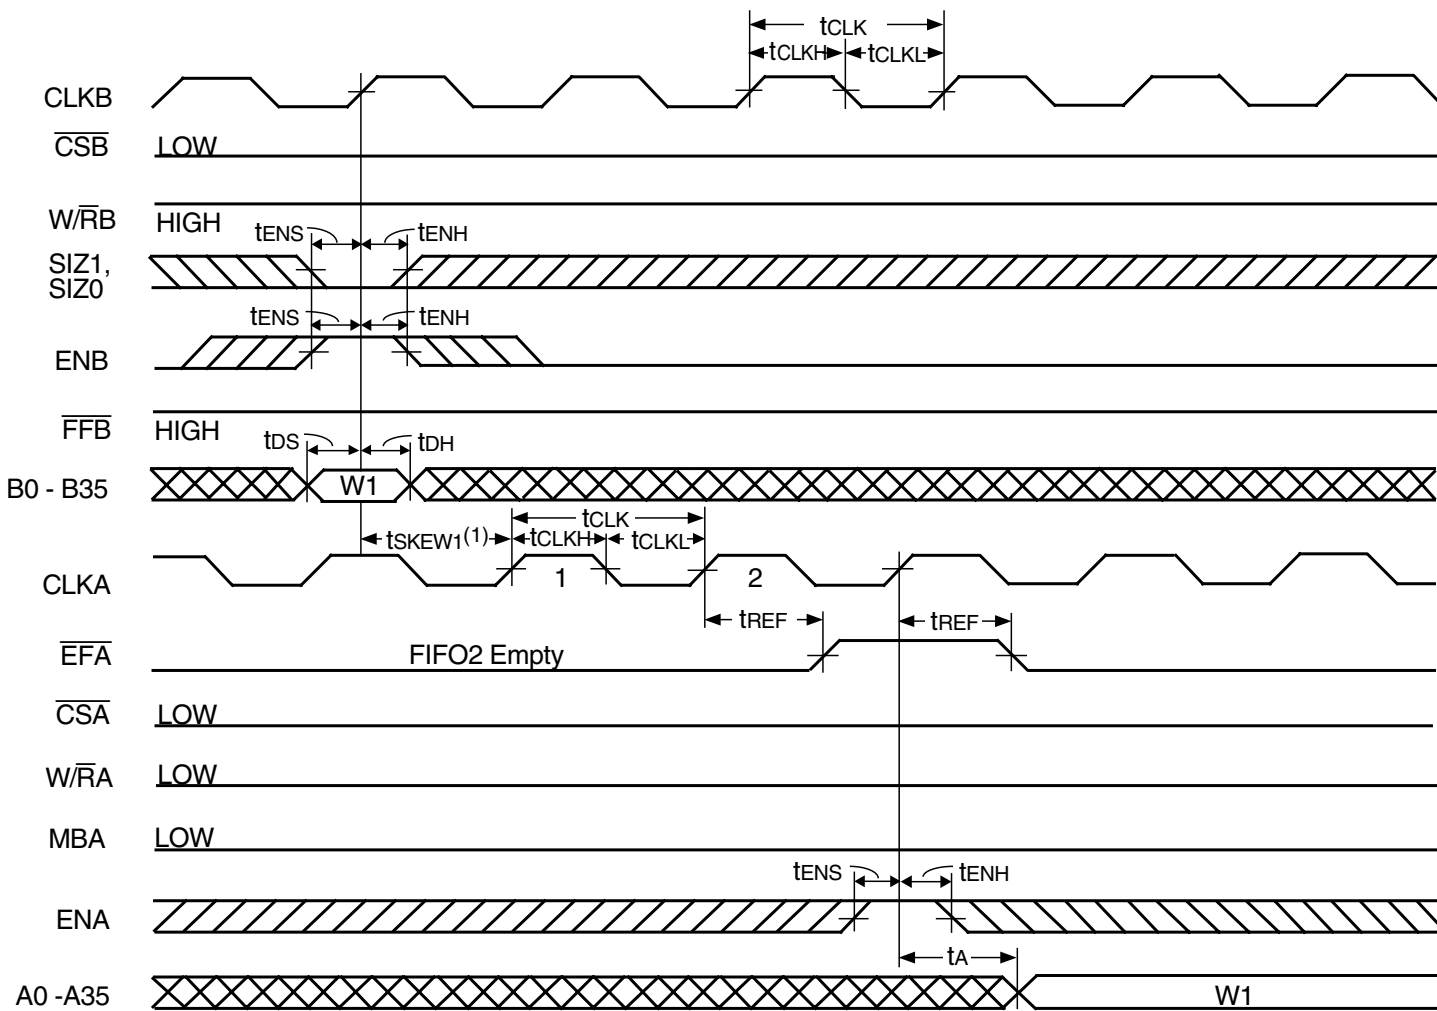 tCLK
tCLKH tCLKL
CLKB
CSB LOW
W/RB HIGH
tENS tENH
SIZ1,
SIZ0
tENS tENH
ENB
FFB HIGH
tDS tDH
B0 - B35 W1
tCLK
tSKEW1(1) tCLKH tCLKL
CLKA 1 2
tREF tREF
EFA FIFO2 Empty
CSA LOW
W/RA LOW
MBA LOW
tENS tENH
ENA
tA
A0 -A35 W1